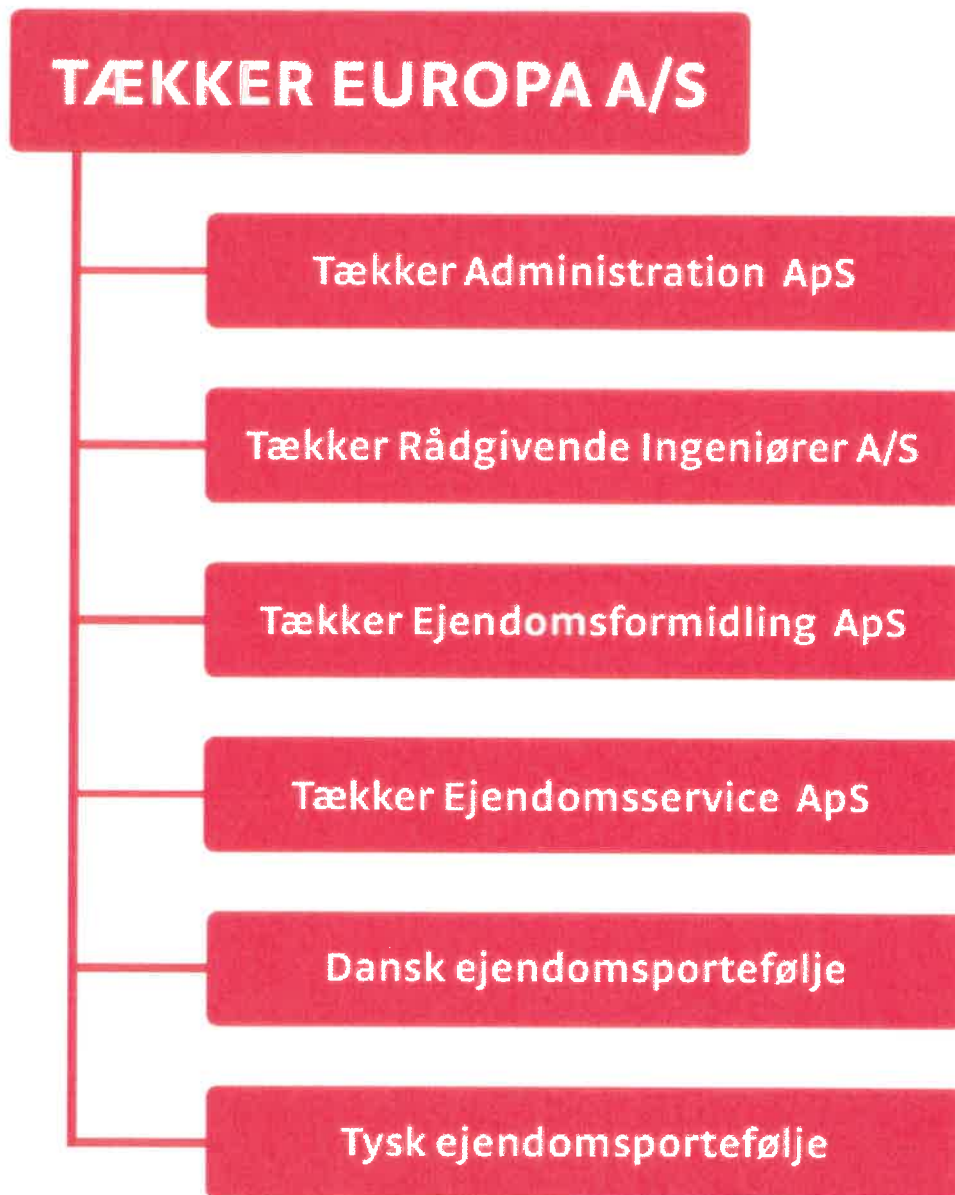 TÆKKER EUROPA A/S
Tækker Administration ApS
Tækker Rådgivende Ingeniører A/S
Tækker Ejendomsformidling ApS
Tækker Ejendomsservice ApS
Dansk ejendomsportefølje
Tysk ejendomsportefølje